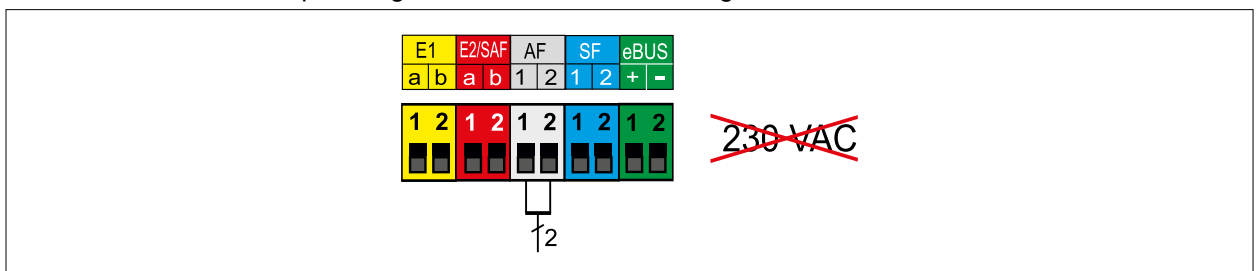 E1 E2/SAF AF SF eBUS
a b a b 1 2 1 2 + -
1 2 1 2 1 2 1 2 1 2
230 VAC
2